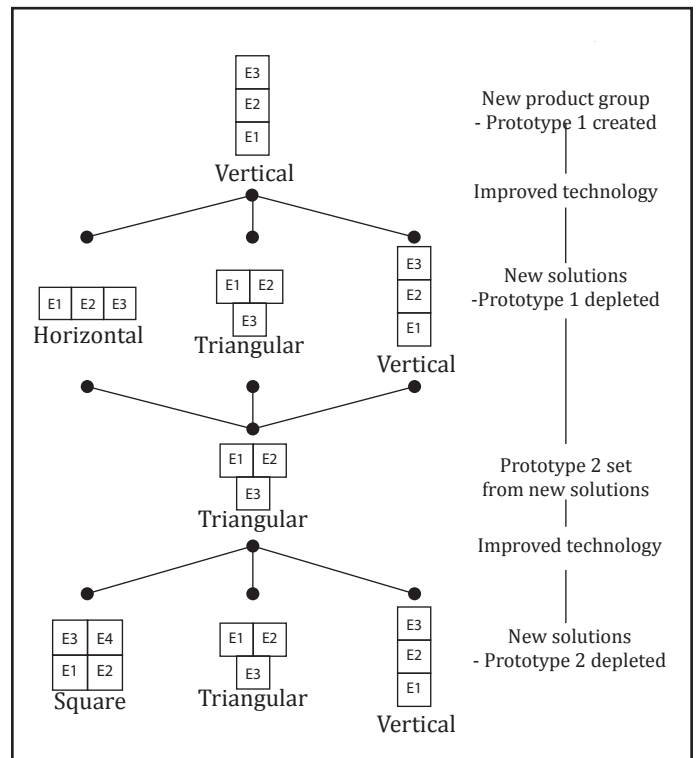 E3
E2
E1
Vertical
New product group
- Prototype 1 created
Improved technology
E1 E2 E3
Horizontal
E1 E2
E3
Triangular
E3
E2
E1
Vertical
New solutions
-Prototype 1 depleted
E1 E2
E3
Triangular
Prototype 2 set
from new solutions
Improved technology
E3 E4
E1 E2
Square
E1 E2
E3
Triangular
E3
E2
E1
Vertical
New solutions
- Prototype 2 depleted